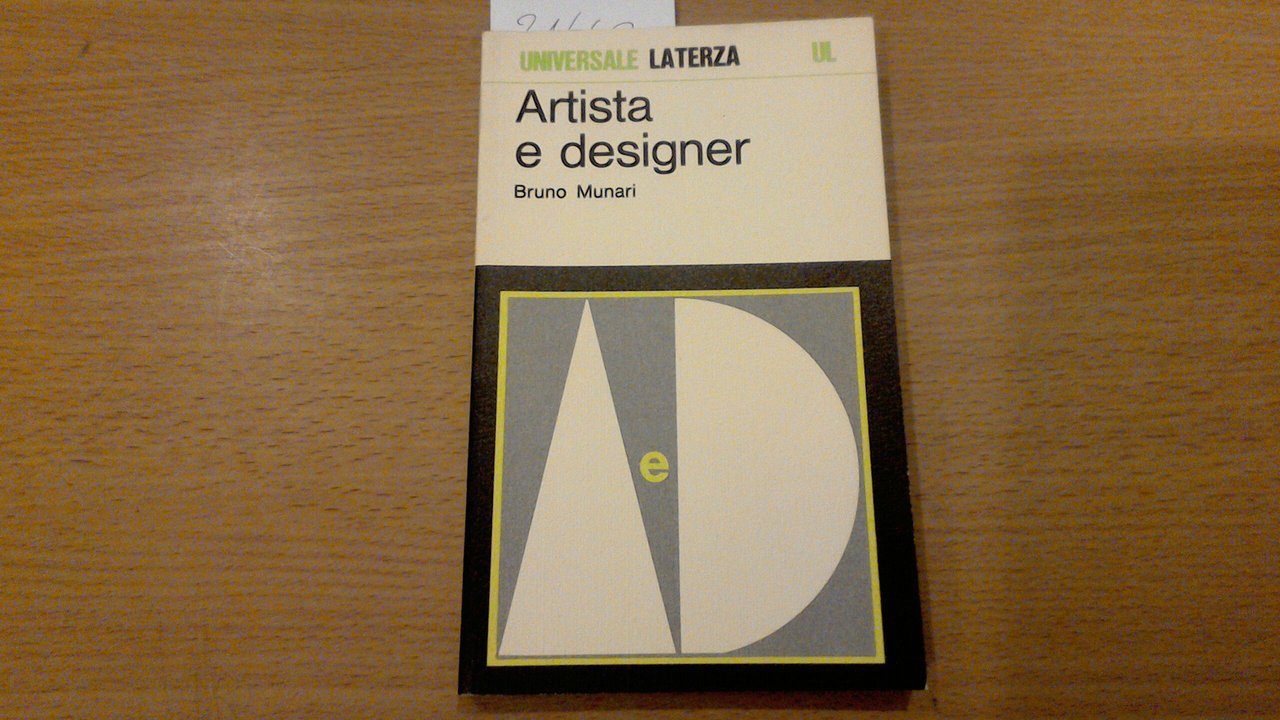 UNIVERSALE LATERZA UL
Artista
e designer
Bruno Munari
e